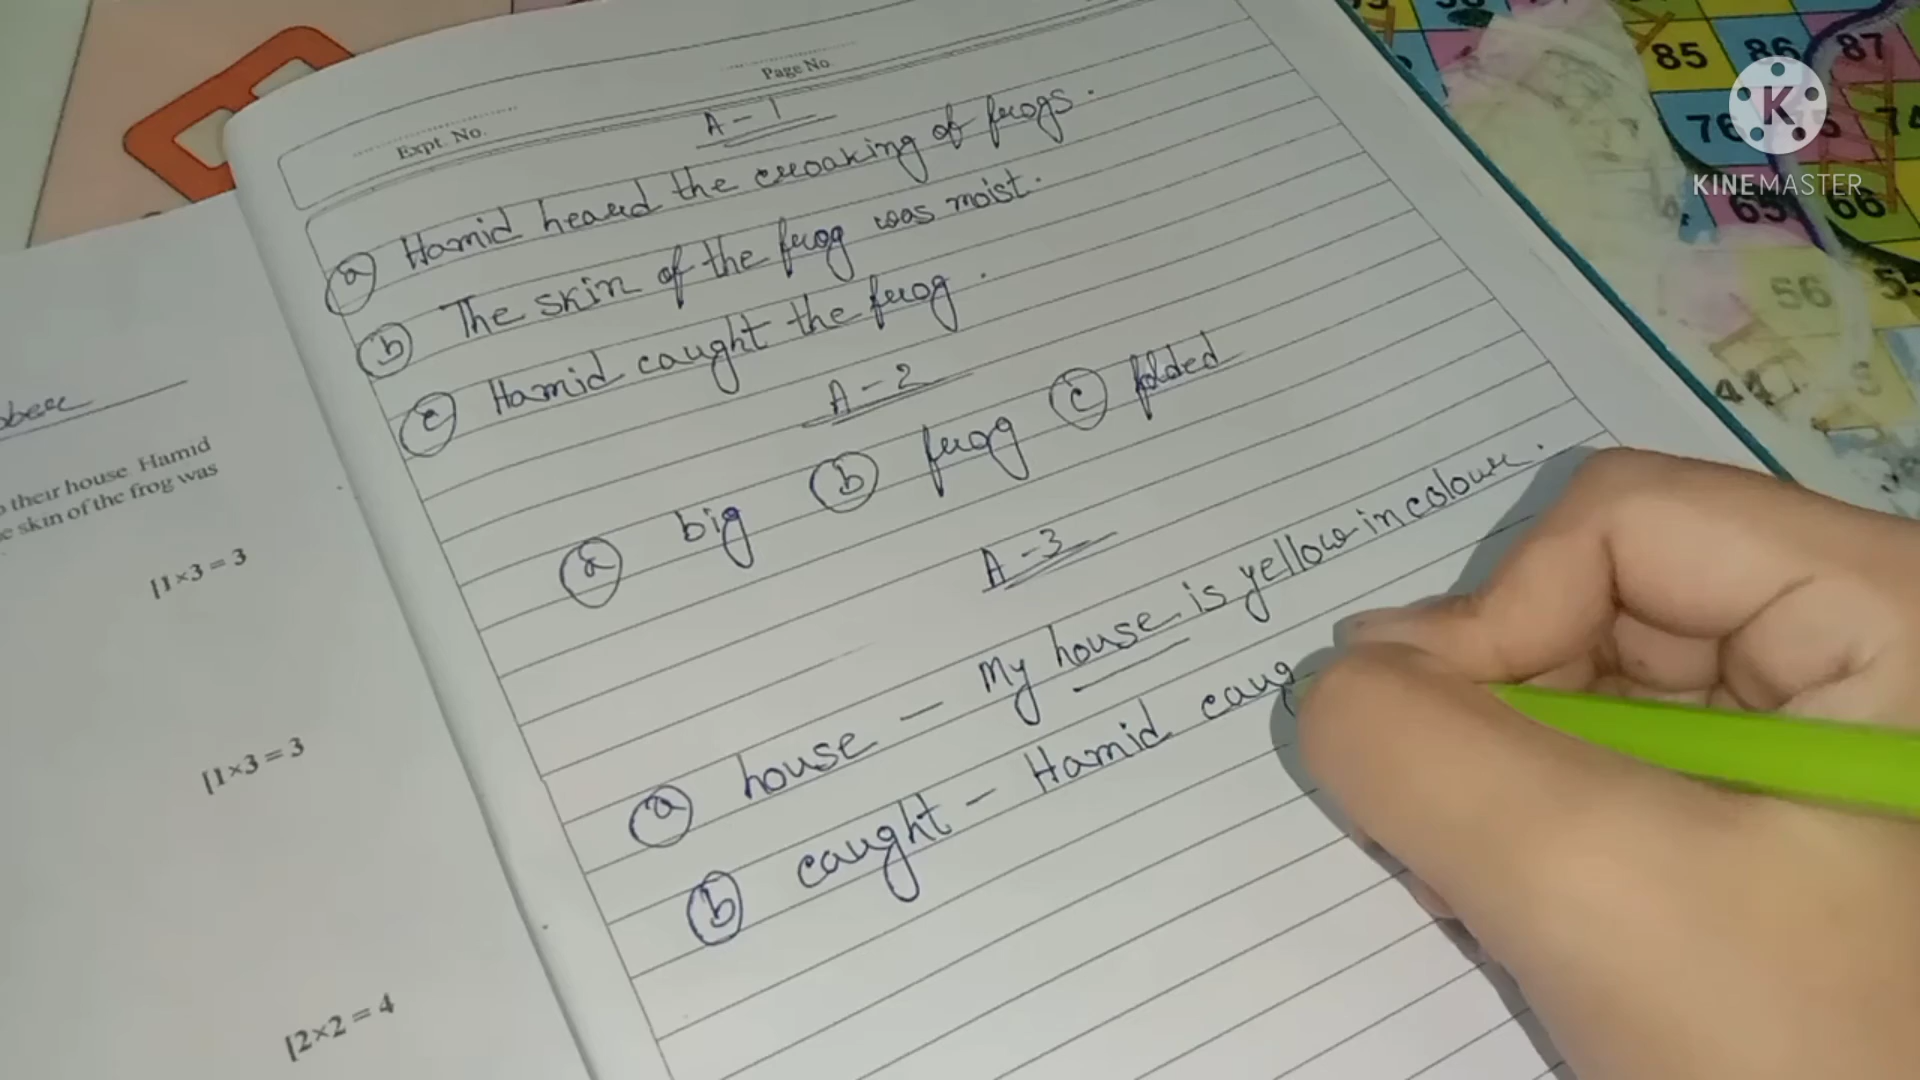 Expt. No.
Page No.
A - 1
(a) Hamid heard the croaking of frogs.
(b) The skin of the frog was moist.
(c) Hamid caught the frog.
A - 2
(a) big (b) frog (c) folded
A - 3
(a) house - My house is yellow in colour.
(b) caught - Hamid caug
their house. Hamid
skin of the frog was
[1×3 = 3
[1×3 = 3
[2×2 = 4
85 86 87
76 75 74
65 66
56 55
44
KINEMASTER